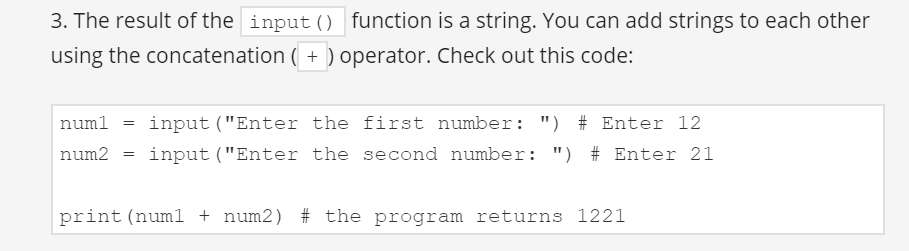 3. The result of the input() function is a string. You can add strings to each other
using the concatenation ( + ) operator. Check out this code:
num1 = input("Enter the first number: ") # Enter 12
num2 = input("Enter the second number: ") # Enter 21
print(num1 + num2) # the program returns 1221